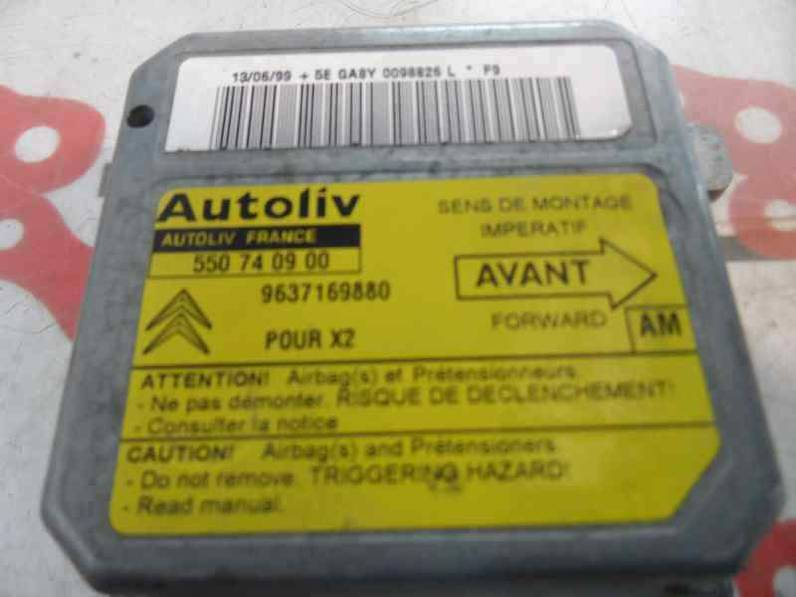 13/06/99 + 5E GA8Y 0098826 L * F9
Autoliv
AUTOLIV FRANCE
550 74 09 00
9637169880
POUR X2
SENS DE MONTAGE
IMPERATIF
AVANT
FORWARD
AM
ATTENTION! Airbag(s) et Prétensionneurs.
- Ne pas démonter. RISQUE DE DECLENCHEMENT!
- Consulter la notice
CAUTION! Airbag(s) and Prétensioners
- Do not remove. TRIGGERING HAZARD!
- Read manual.